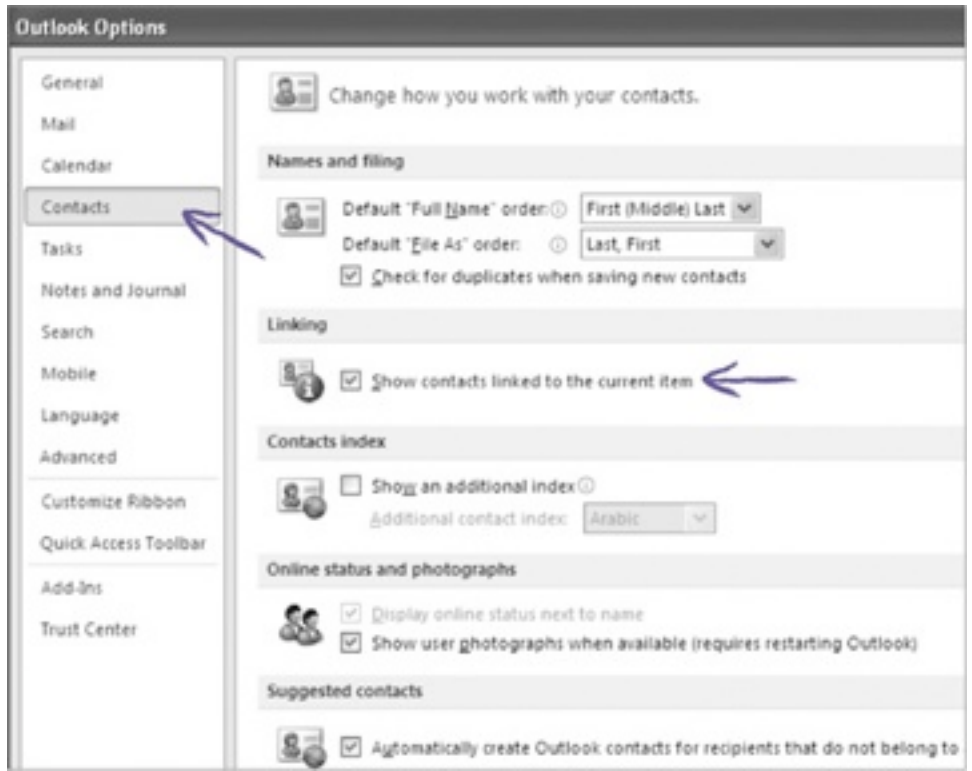 Outlook Options
General
Mail
Calendar
Contacts
Tasks
Notes and Journal
Search
Mobile
Language
Advanced
Customize Ribbon
Quick Access Toolbar
Add-Ins
Trust Center
Change how you work with your contacts.
Names and filing
Default "Full Name" order: First (Middle) Last
Default "File As" order: Last, First
Check for duplicates when saving new contacts
Linking
Show contacts linked to the current item
Contacts index
Show an additional index
Additional contact index: Arabic
Online status and photographs
Display online status next to name
Show user photographs when available (requires restarting Outlook)
Suggested contacts
Automatically create Outlook contacts for recipients that do not belong to